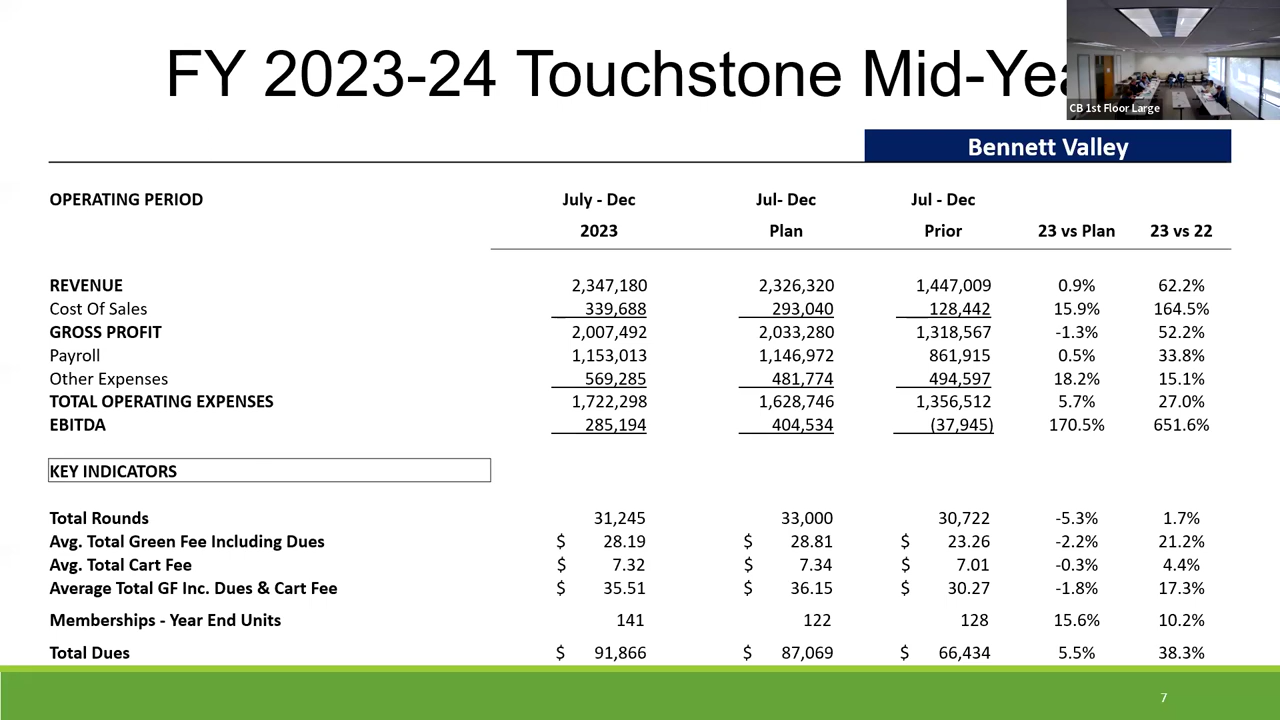 FY 2023-24 Touchstone Mid-Yea
CB 1st Floor Large
Bennett Valley
OPERATING PERIOD July - Dec Jul- Dec Jul - Dec
2023 Plan Prior 23 vs Plan 23 vs 22
REVENUE 2,347,180 2,326,320 1,447,009 0.9% 62.2%
Cost Of Sales 339,688 293,040 128,442 15.9% 164.5%
GROSS PROFIT 2,007,492 2,033,280 1,318,567 -1.3% 52.2%
Payroll 1,153,013 1,146,972 861,915 0.5% 33.8%
Other Expenses 569,285 481,774 494,597 18.2% 15.1%
TOTAL OPERATING EXPENSES 1,722,298 1,628,746 1,356,512 5.7% 27.0%
EBITDA 285,194 404,534 (37,945) 170.5% 651.6%
KEY INDICATORS
Total Rounds 31,245 33,000 30,722 -5.3% 1.7%
Avg. Total Green Fee Including Dues $ 28.19 $ 28.81 $ 23.26 -2.2% 21.2%
Avg. Total Cart Fee $ 7.32 $ 7.34 $ 7.01 -0.3% 4.4%
Average Total GF Inc. Dues & Cart Fee $ 35.51 $ 36.15 $ 30.27 -1.8% 17.3%
Memberships - Year End Units 141 122 128 15.6% 10.2%
Total Dues $ 91,866 $ 87,069 $ 66,434 5.5% 38.3%
7